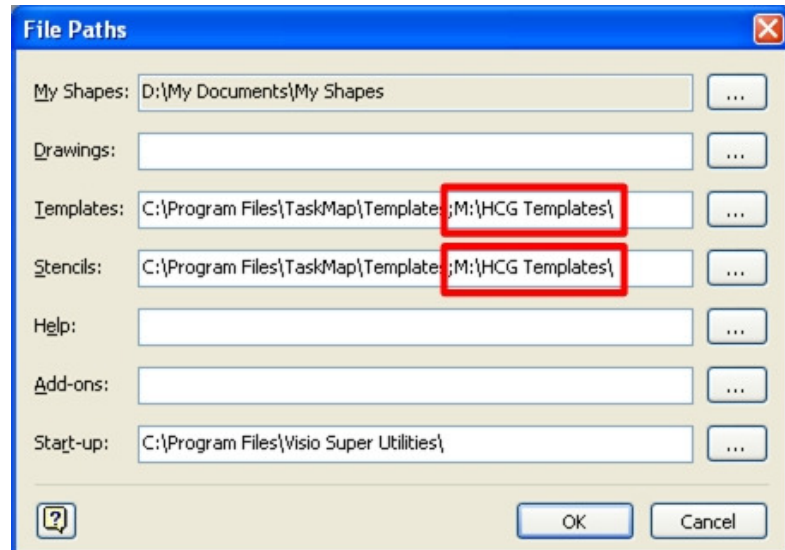 File Paths
My Shapes: D:\My Documents\My Shapes ...
Drawings: ...
Templates: C:\Program Files\TaskMap\Templates;M:\HCG Templates\ ...
Stencils: C:\Program Files\TaskMap\Templates;M:\HCG Templates\ ...
Help: ...
Add-ons: ...
Start-up: C:\Program Files\Visio Super Utilities\ ...
? OK Cancel